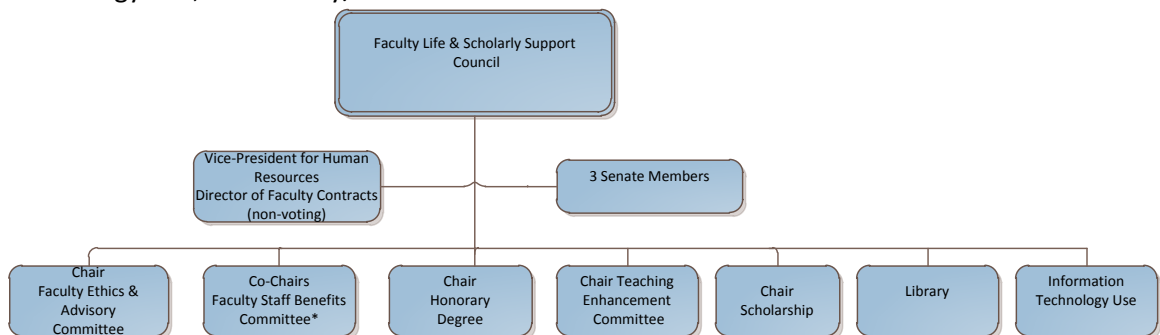 Faculty Life & Scholarly Support
Council
Vice-President for Human
Resources
Director of Faculty Contracts
(non-voting)
3 Senate Members
Chair
Faculty Ethics &
Advisory
Committee
Co-Chairs
Faculty Staff Benefits
Committee*
Chair
Honorary
Degree
Chair Teaching
Enhancement
Committee
Chair
Scholarship
Library
Information
Technology Use